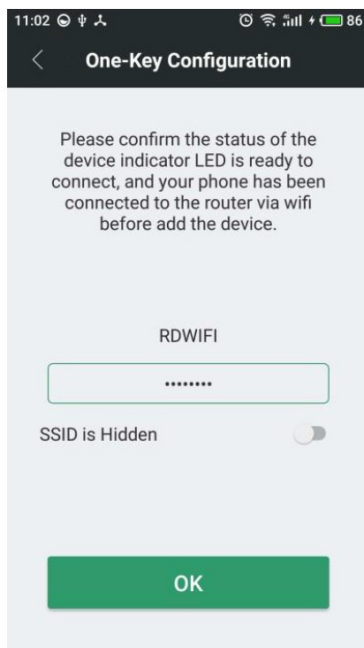 11:02 86
One-Key Configuration
Please confirm the status of the
device indicator LED is ready to
connect, and your phone has been
connected to the router via wifi
before add the device.
RDWIFI
••••••••
SSID is Hidden
OK